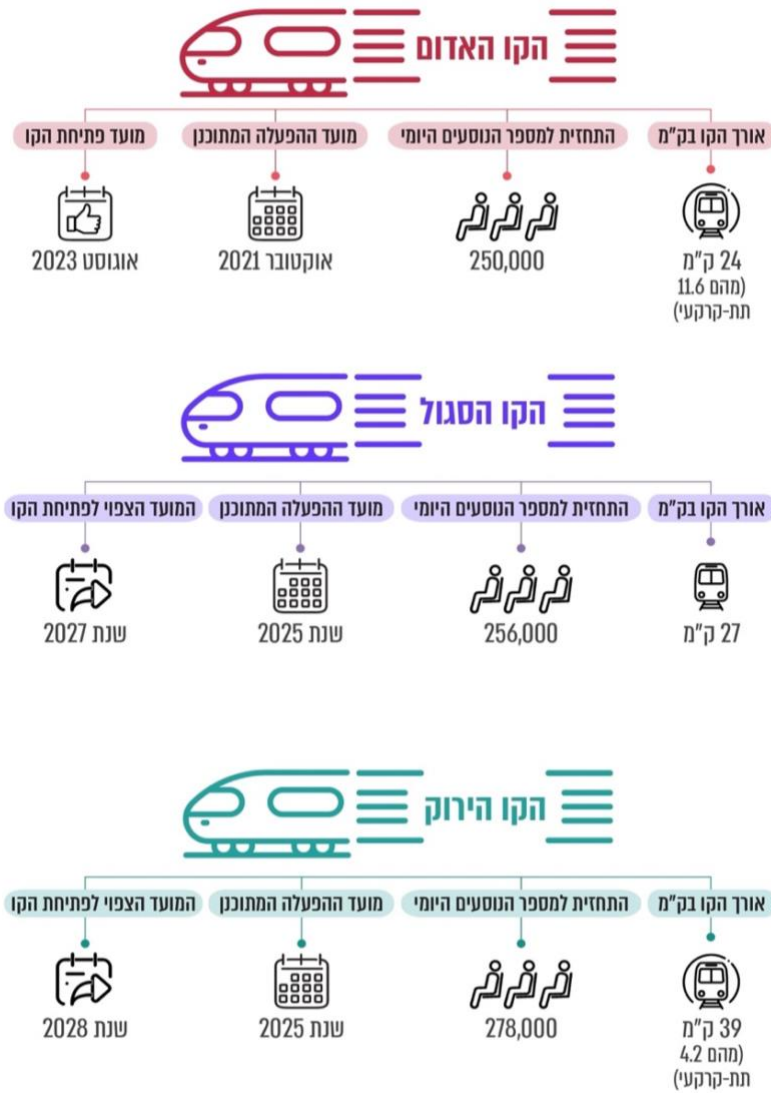 הקו האדום
אורך הקו בק"מ
התחזית למספר הנוסעים היומי
מועד ההפעלה המתוכנן
מועד פתיחת הקו
24 ק"מ
(מהם 11.6
תת-קרקעי)
250,000
אוקטובר 2021
אוגוסט 2023
הקו הסגול
אורך הקו בק"מ
התחזית למספר הנוסעים היומי
מועד ההפעלה המתוכנן
המועד הצפוי לפתיחת הקו
27 ק"מ
256,000
שנת 2025
שנת 2027
הקו הירוק
אורך הקו בק"מ
התחזית למספר הנוסעים היומי
מועד ההפעלה המתוכנן
המועד הצפוי לפתיחת הקו
39 ק"מ
(מהם 4.2
תת-קרקעי)
278,000
שנת 2025
שנת 2028